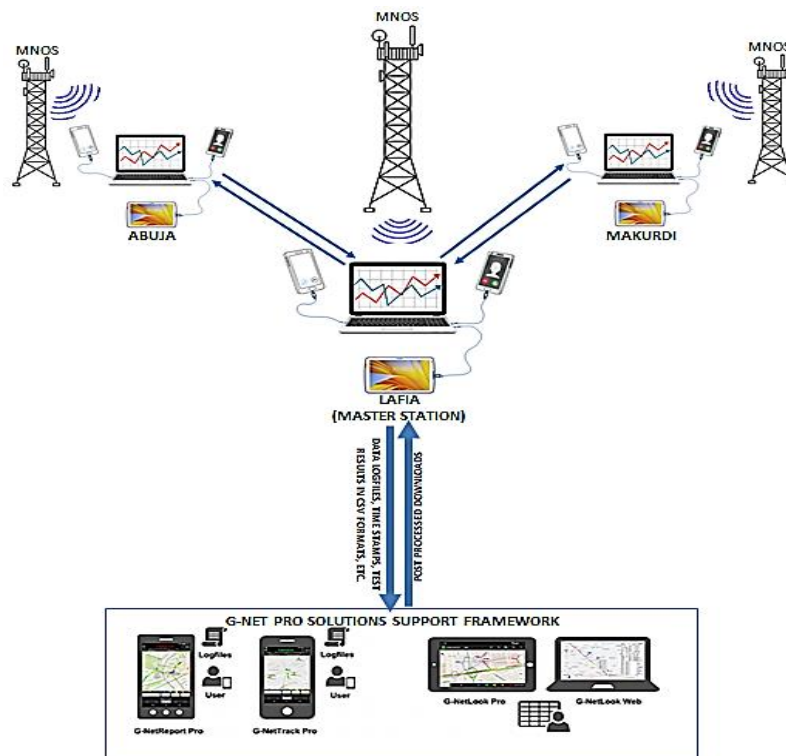 MNOS
MNOS
MNOS
ABUJA
MAKURDI
LAFIA
(MASTER STATION)
DATA LOGFILES, TIME STAMPS, TEST
RESULTS IN CSV FORMATS, ETC.
POST PROCESSED DOWNLOADS
G-NET PRO SOLUTIONS SUPPORT FRAMEWORK
Logfiles
User
G-NetReport Pro
Logfiles
User
G-NetTrack Pro
G-NetLook Pro
G-NetLook Web